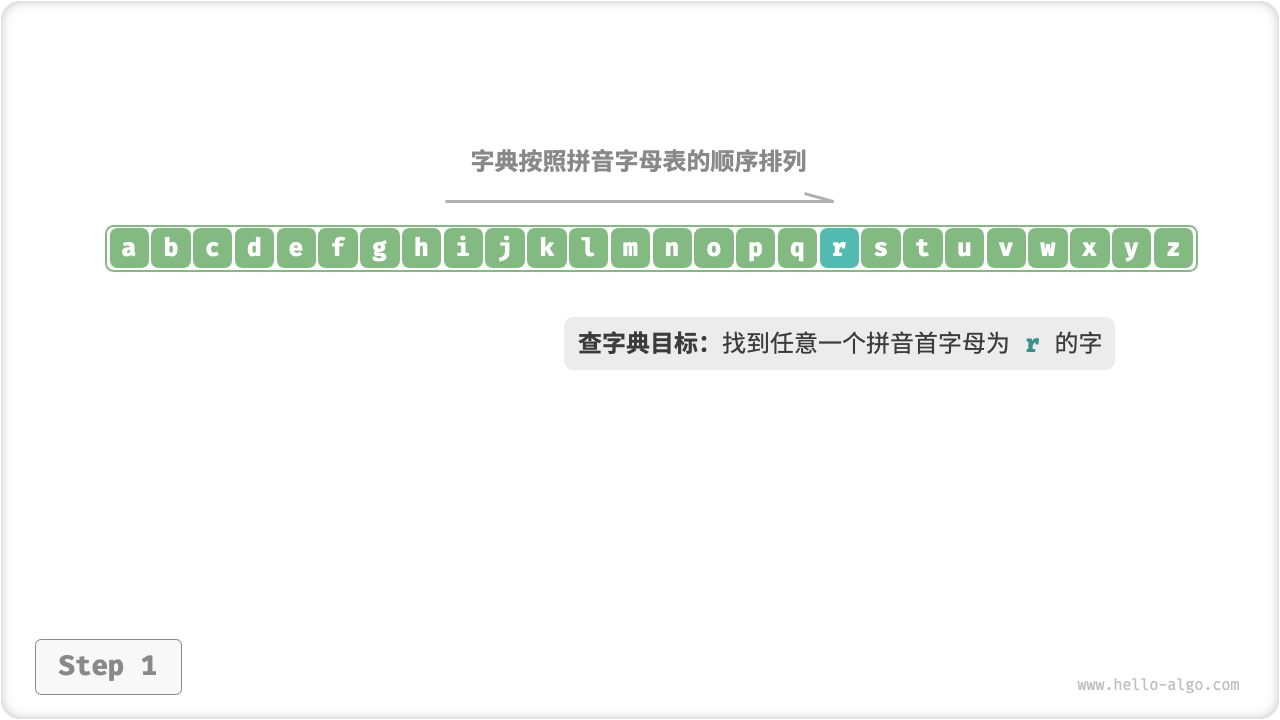 字典按照拼音字母表的顺序排列
a b c d e f g h i j k l m n o p q r s t u v w x y z
查字典目标：找到任意一个拼音首字母为 r 的字
Step 1
www.hello-algo.com